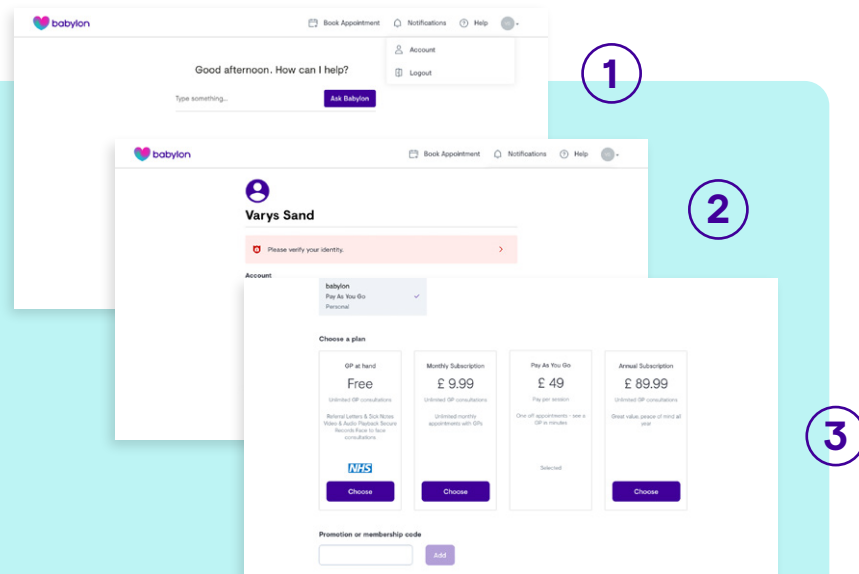 babylon
Book Appointment Notifications Help
Account
Logout
Good afternoon. How can I help?
Type something...
Ask Babylon
1
babylon
Book Appointment Notifications Help
Varys Sand
Please verify your identity.
Account
2
babylon
Pay As You Go
Personal
Choose a plan
GP at hand
Free
Unlimited GP consultations
Referral Letters & Sick Notes
Video & Audio Playback Secure
Records Face to face
consultations
NHS
Choose
Monthly Subscription
£ 9.99
Unlimited GP consultations
Unlimited monthly
appointments with GPs
Choose
Pay As You Go
£ 49
Pay per session
One off appointments - see a
GP in minutes
Selected
Annual Subscription
£ 89.99
Unlimited GP consultations
Great value, peace of mind all
year
Choose
Promotion or membership code
Add
3